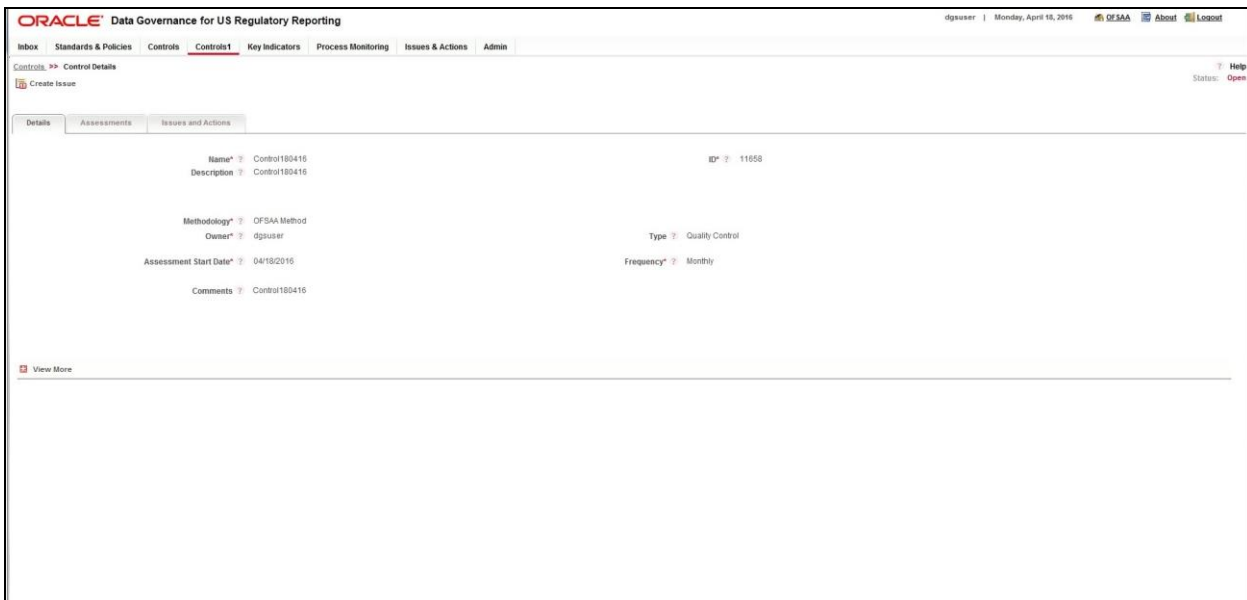 ORACLE Data Governance for US Regulatory Reporting
dgsuser | Monday, April 18, 2016 OFSAA About Logout
Inbox Standards & Policies Controls Controls1 Key Indicators Process Monitoring Issues & Actions Admin
Controls >> Control Details
? Help
Create Issue
Status: Open
Details Assessments Issues and Actions
Name* ? Control180416
ID* ? 11658
Description ? Control180416
Methodology* ? OFSAA Method
Owner* ? dgsuser
Type ? Quality Control
Assessment Start Date* ? 04/18/2016
Frequency* ? Monthly
Comments ? Control180416
View More